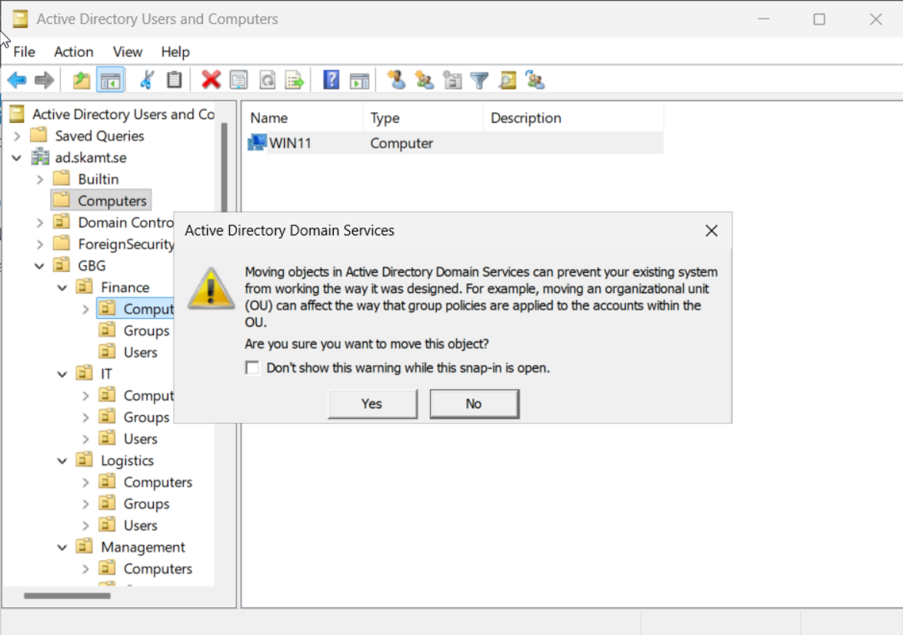 Active Directory Users and Computers
File Action View Help
Active Directory Users and Co
Saved Queries
ad.skamt.se
Builtin
Computers
Domain Contro
ForeignSecurity
GBG
Finance
Comput
Groups
Users
IT
Comput
Groups
Users
Logistics
Computers
Groups
Users
Management
Computers
Name Type Description
WIN11 Computer
Active Directory Domain Services
Moving objects in Active Directory Domain Services can prevent your existing system
from working the way it was designed. For example, moving an organizational unit
(OU) can affect the way that group policies are applied to the accounts within the
OU.
Are you sure you want to move this object?
Don't show this warning while this snap-in is open.
Yes No